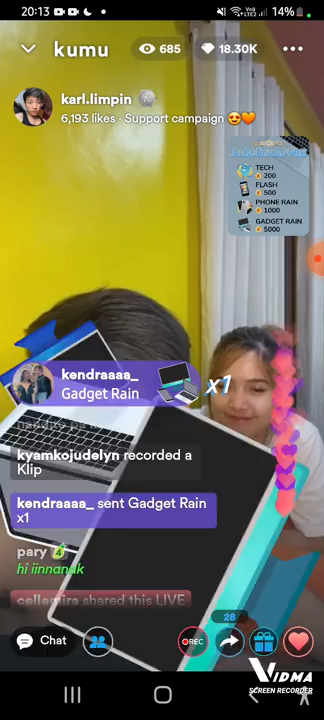 20:13
14%
kumu
685
18.30K
karl.limpin
6,193 likes · Support campaign
TECH
200
FLASH
500
PHONE RAIN
1000
GADGET RAIN
5000
kendraaaa_
Gadget Rain
x1
kyamkojudelyn recorded a
Klip
kendraaaa_ sent Gadget Rain
x1
pary
hi iinnanak
cellamira shared this LIVE
28
Chat
REC
VIDMA
SCREEN RECORDER